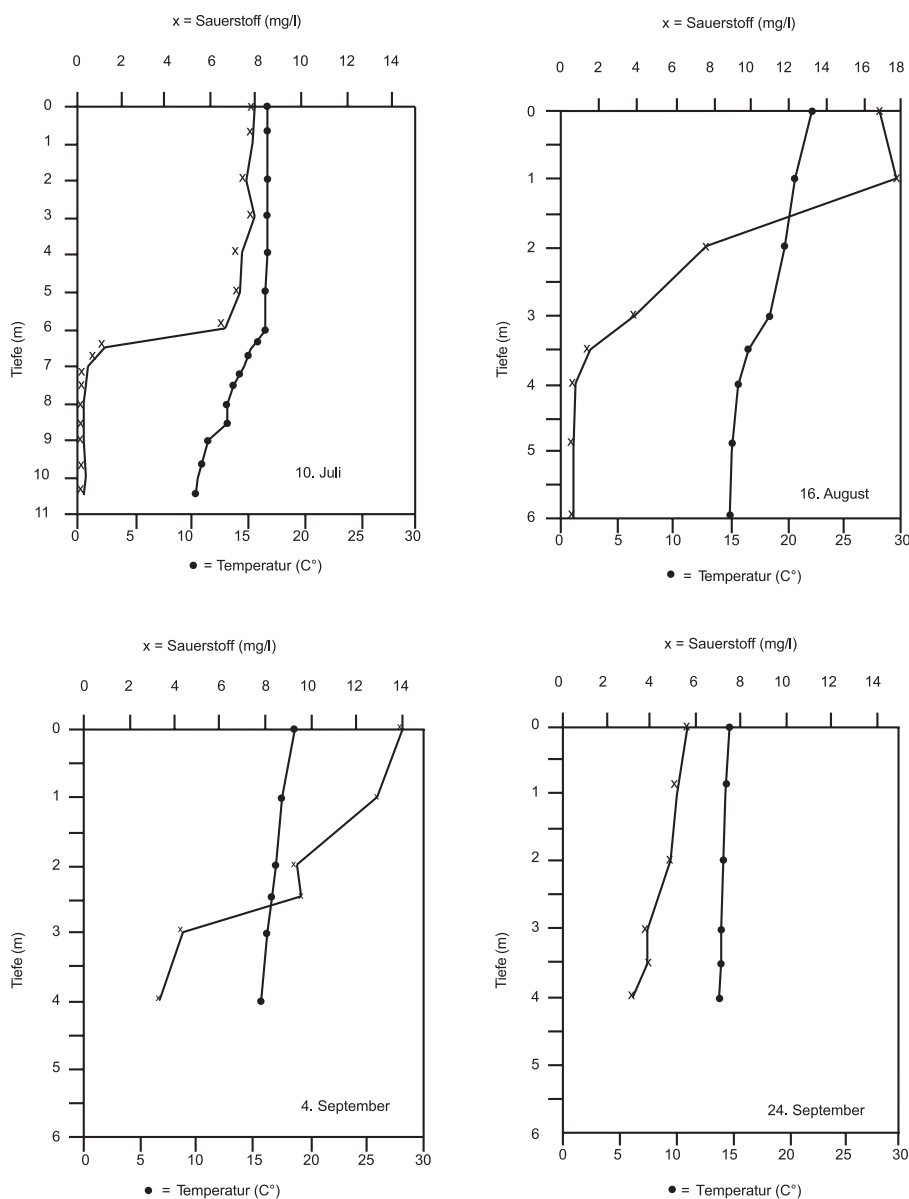 x = Sauerstoff (mg/l)
0 2 4 6 7 8 10 12 14
0
1
2
3
4
5
6
7
8
9
10
11
Tiefe (m)
10. Juli
0 5 10 15 20 25 30
● = Temperatur (C°)
x = Sauerstoff (mg/l)
0 2 4 6 7 8 10 12 14 16 18
0
1
2
3
4
5
6
Tiefe (m)
16. August
0 5 10 15 20 25 30
● = Temperatur (C°)
x = Sauerstoff (mg/l)
0 2 4 6 8 10 12 14
0
1
2
3
4
5
6
Tiefe (m)
4. September
0 5 10 15 20 25 30
● = Temperatur (C°)
x = Sauerstoff (mg/l)
0 2 4 5 6 7 8 10 12 14
0
1
2
3
4
5
6
Tiefe (m)
24. September
0 5 10 15 20 25 30
● = Temperatur (C°)